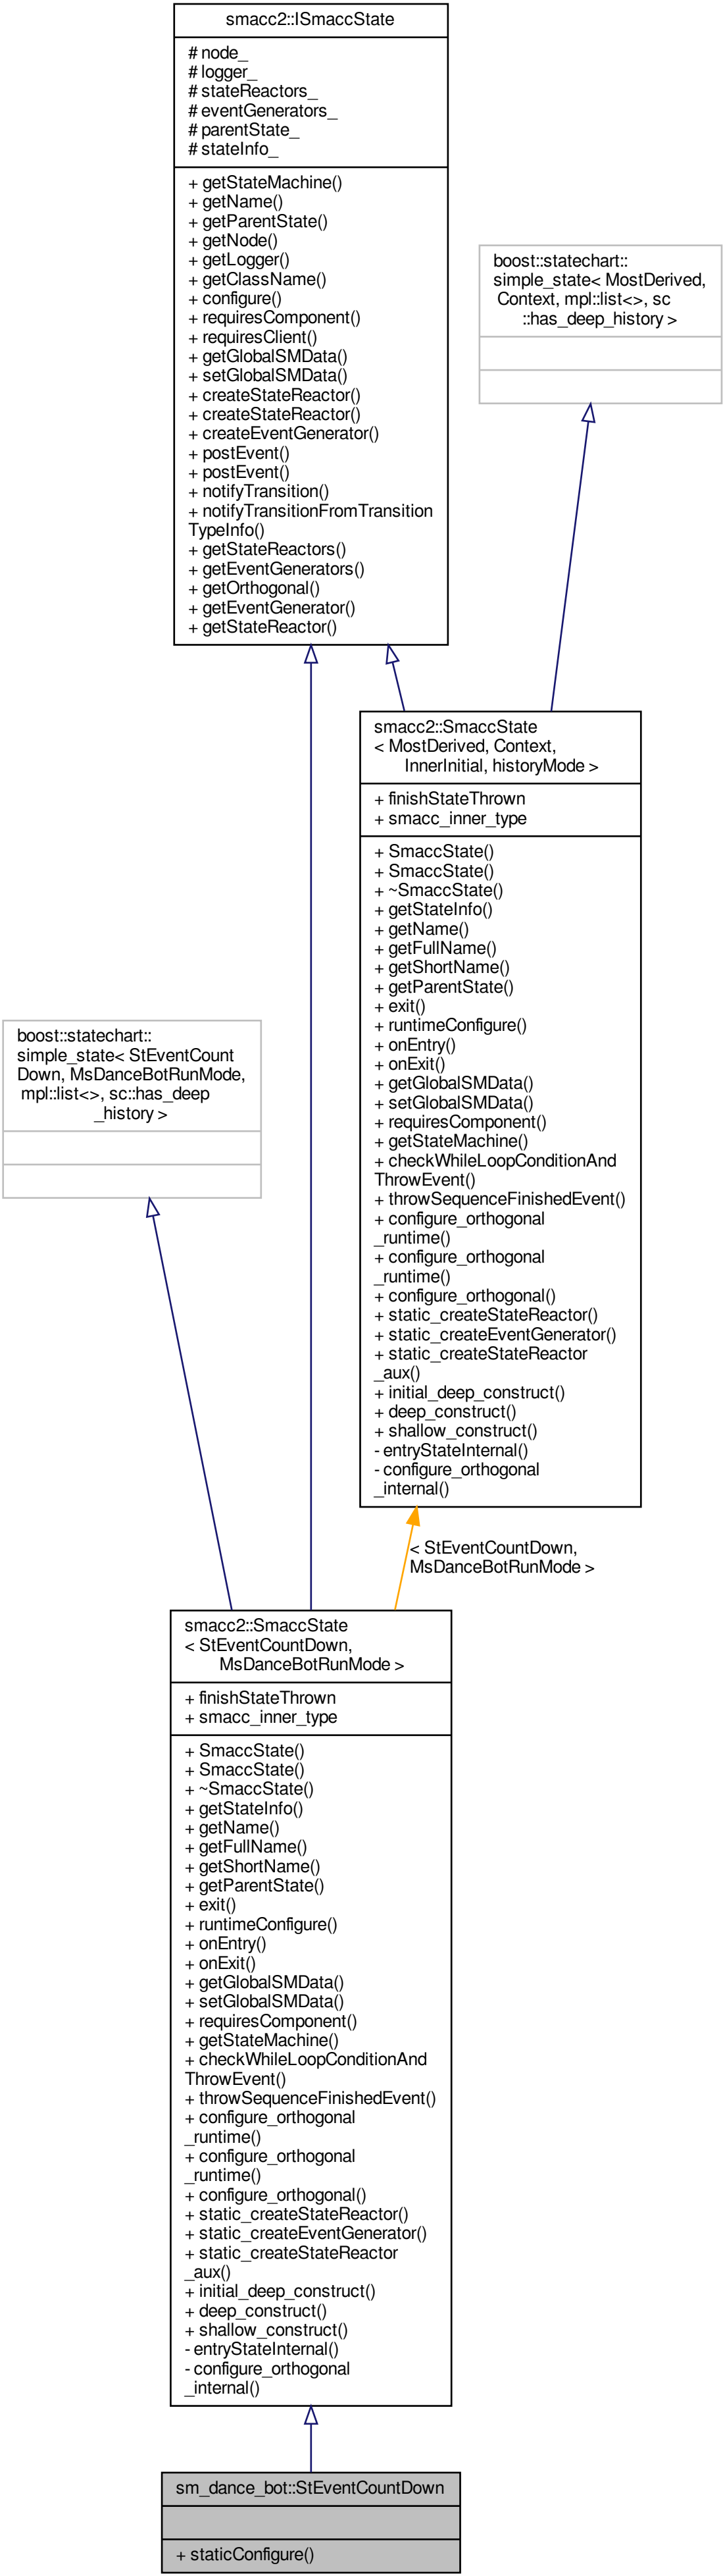 smacc2::ISmaccState
# node_
# logger_
# stateReactors_
# eventGenerators_
# parentState_
# stateInfo_
+ getStateMachine()
+ getName()
+ getParentState()
+ getNode()
+ getLogger()
+ getClassName()
+ configure()
+ requiresComponent()
+ requiresClient()
+ getGlobalSMData()
+ setGlobalSMData()
+ createStateReactor()
+ createStateReactor()
+ createEventGenerator()
+ postEvent()
+ postEvent()
+ notifyTransition()
+ notifyTransitionFromTransition
TypeInfo()
+ getStateReactors()
+ getEventGenerators()
+ getOrthogonal()
+ getEventGenerator()
+ getStateReactor()
boost::statechart::
simple_state< MostDerived,
Context, mpl::list<>, sc
::has_deep_history >
smacc2::SmaccState
< MostDerived, Context,
InnerInitial, historyMode >
+ finishStateThrown
+ smacc_inner_type
+ SmaccState()
+ SmaccState()
+ ~SmaccState()
+ getStateInfo()
+ getName()
+ getFullName()
+ getShortName()
+ getParentState()
+ exit()
+ runtimeConfigure()
+ onEntry()
+ onExit()
+ getGlobalSMData()
+ setGlobalSMData()
+ requiresComponent()
+ getStateMachine()
+ checkWhileLoopConditionAnd
ThrowEvent()
+ throwSequenceFinishedEvent()
+ configure_orthogonal
_runtime()
+ configure_orthogonal
_runtime()
+ configure_orthogonal()
+ static_createStateReactor()
+ static_createEventGenerator()
+ static_createStateReactor
_aux()
+ initial_deep_construct()
+ deep_construct()
+ shallow_construct()
- entryStateInternal()
- configure_orthogonal
_internal()
boost::statechart::
simple_state< StEventCount
Down, MsDanceBotRunMode,
mpl::list<>, sc::has_deep
_history >
< StEventCountDown,
MsDanceBotRunMode >
smacc2::SmaccState
< StEventCountDown,
MsDanceBotRunMode >
+ finishStateThrown
+ smacc_inner_type
+ SmaccState()
+ SmaccState()
+ ~SmaccState()
+ getStateInfo()
+ getName()
+ getFullName()
+ getShortName()
+ getParentState()
+ exit()
+ runtimeConfigure()
+ onEntry()
+ onExit()
+ getGlobalSMData()
+ setGlobalSMData()
+ requiresComponent()
+ getStateMachine()
+ checkWhileLoopConditionAnd
ThrowEvent()
+ throwSequenceFinishedEvent()
+ configure_orthogonal
_runtime()
+ configure_orthogonal
_runtime()
+ configure_orthogonal()
+ static_createStateReactor()
+ static_createEventGenerator()
+ static_createStateReactor
_aux()
+ initial_deep_construct()
+ deep_construct()
+ shallow_construct()
- entryStateInternal()
- configure_orthogonal
_internal()
sm_dance_bot::StEventCountDown
+ staticConfigure()